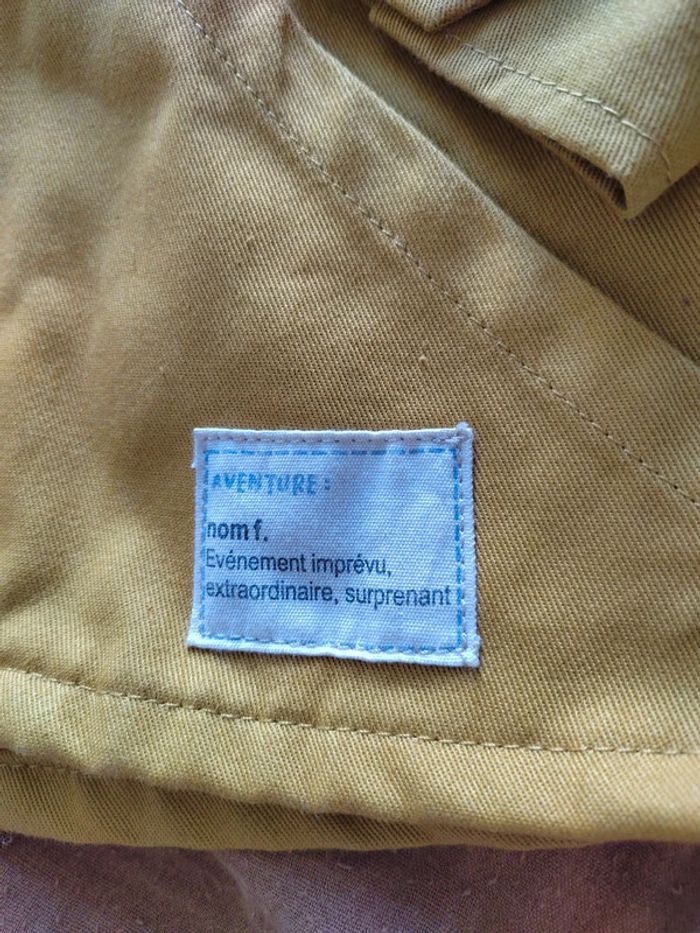 AVENTURE :
nom f.
Evénement imprévu,
extraordinaire, surprenant